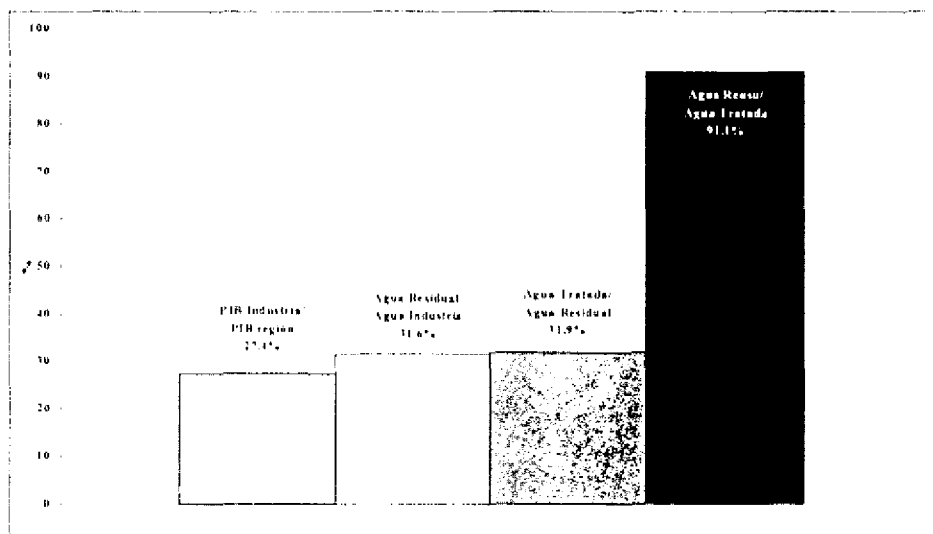 100
90
80
70
60
50
40
30
20
10
0
%
PIB Industria/
PIB región
27.4%
Agua Residual
Agua Industria
31.6%
Agua Tratada/
Agua Residual
31.9%
Agua Reuso/
Agua Tratada
91.1%